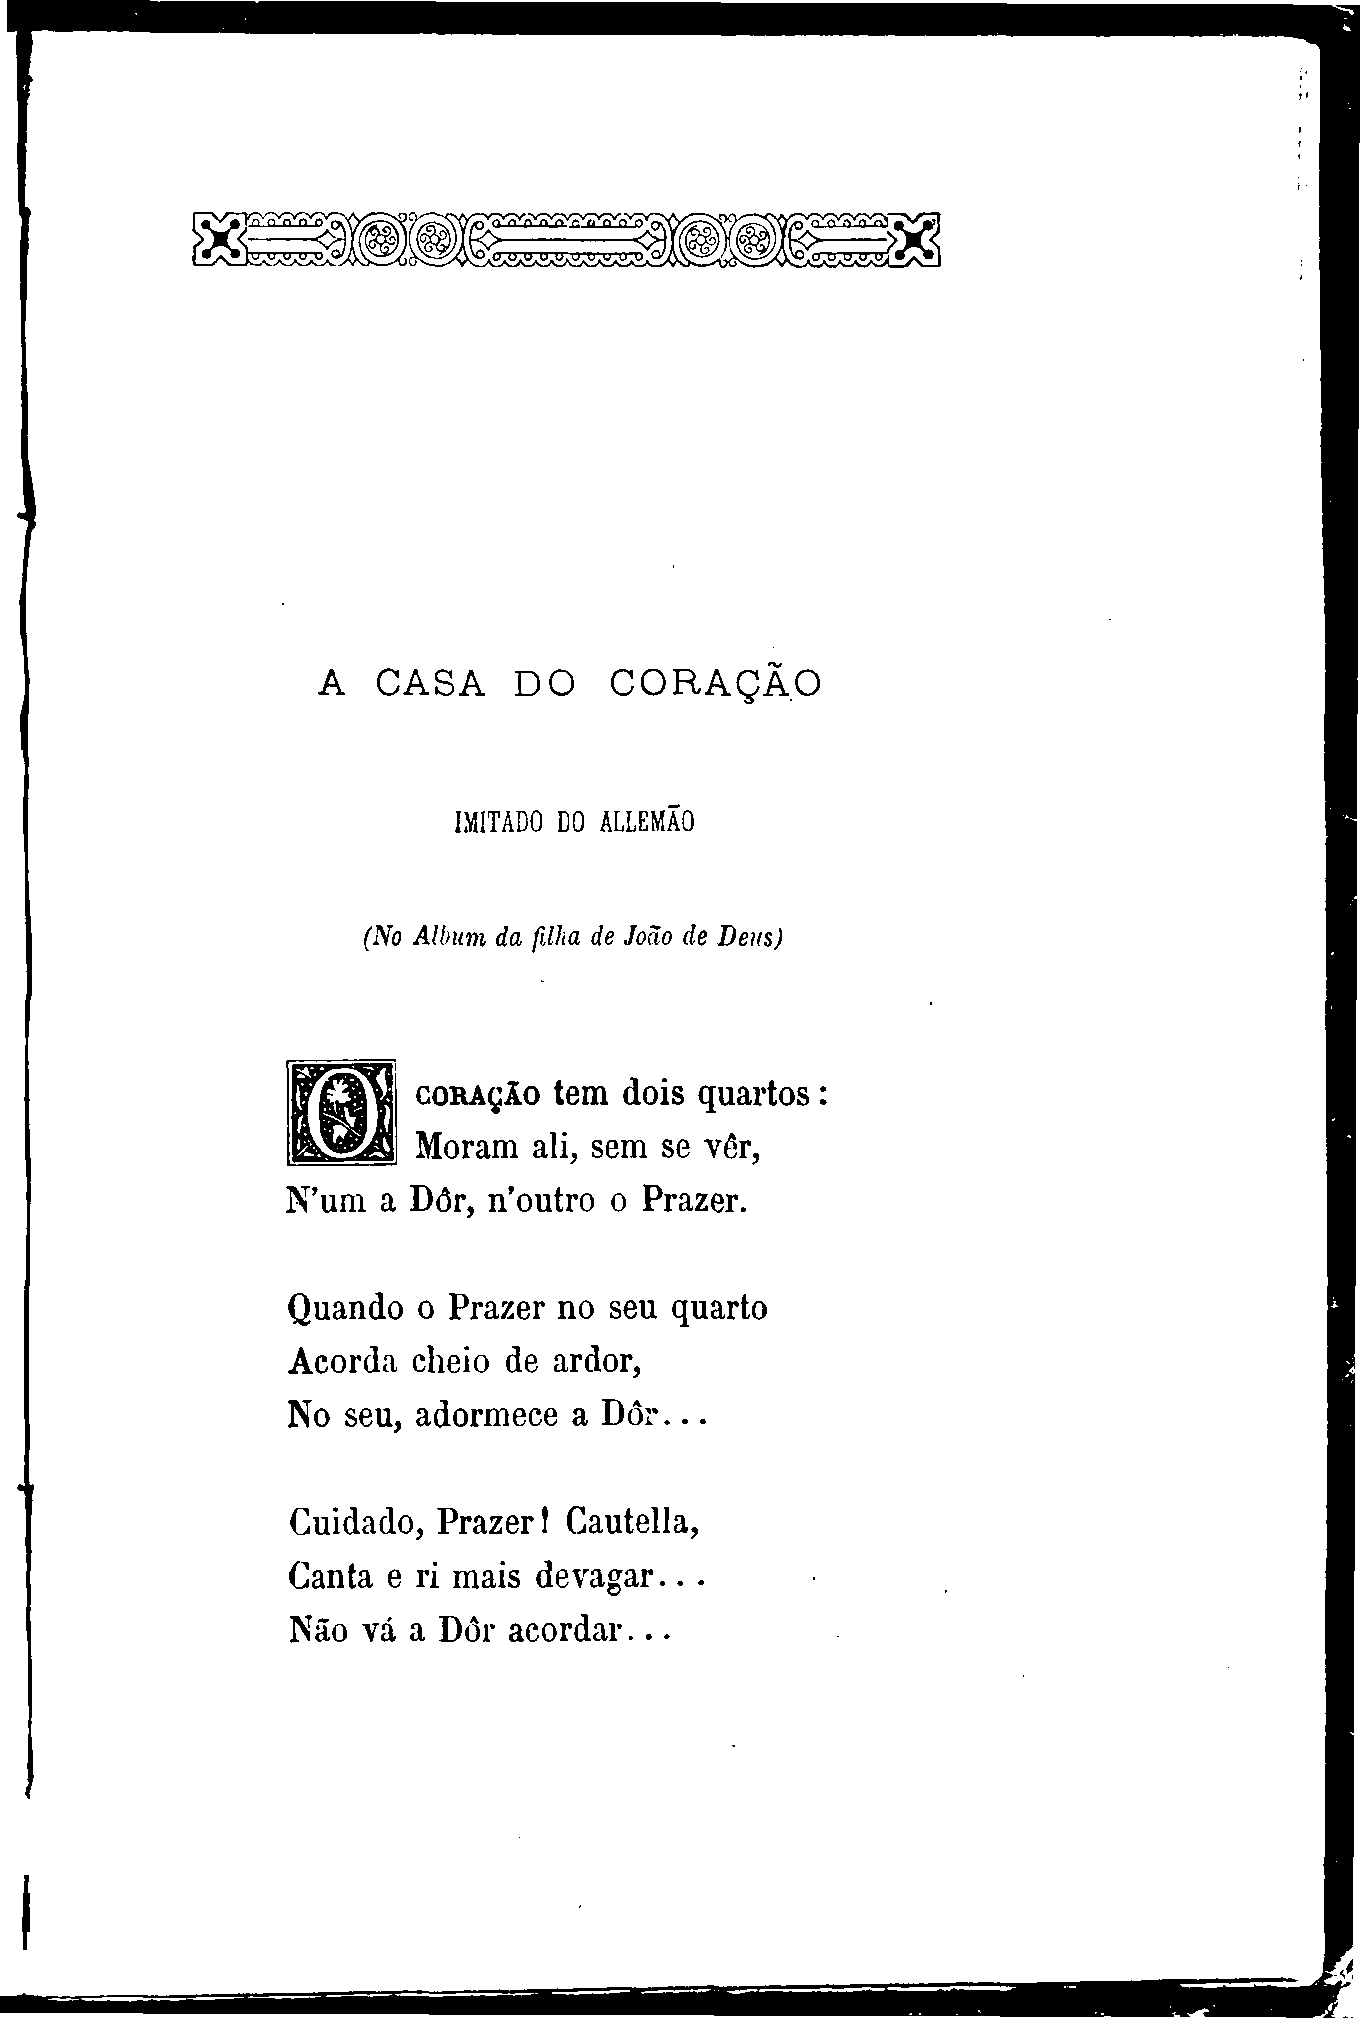 A CASA DO CORAÇÃO
IMITADO DO ALLEMÃO
(No Album da filha de João de Deus)
O CORAÇÃO tem dois quartos:
Moram ali, sem se vêr,
N'um a Dôr, n'outro o Prazer.
Quando o Prazer no seu quarto
Acorda cheio de ardor,
No seu, adormece a Dôr...
Cuidado, Prazer! Cautella,
Canta e ri mais devagar...
Não vá a Dôr acordar...